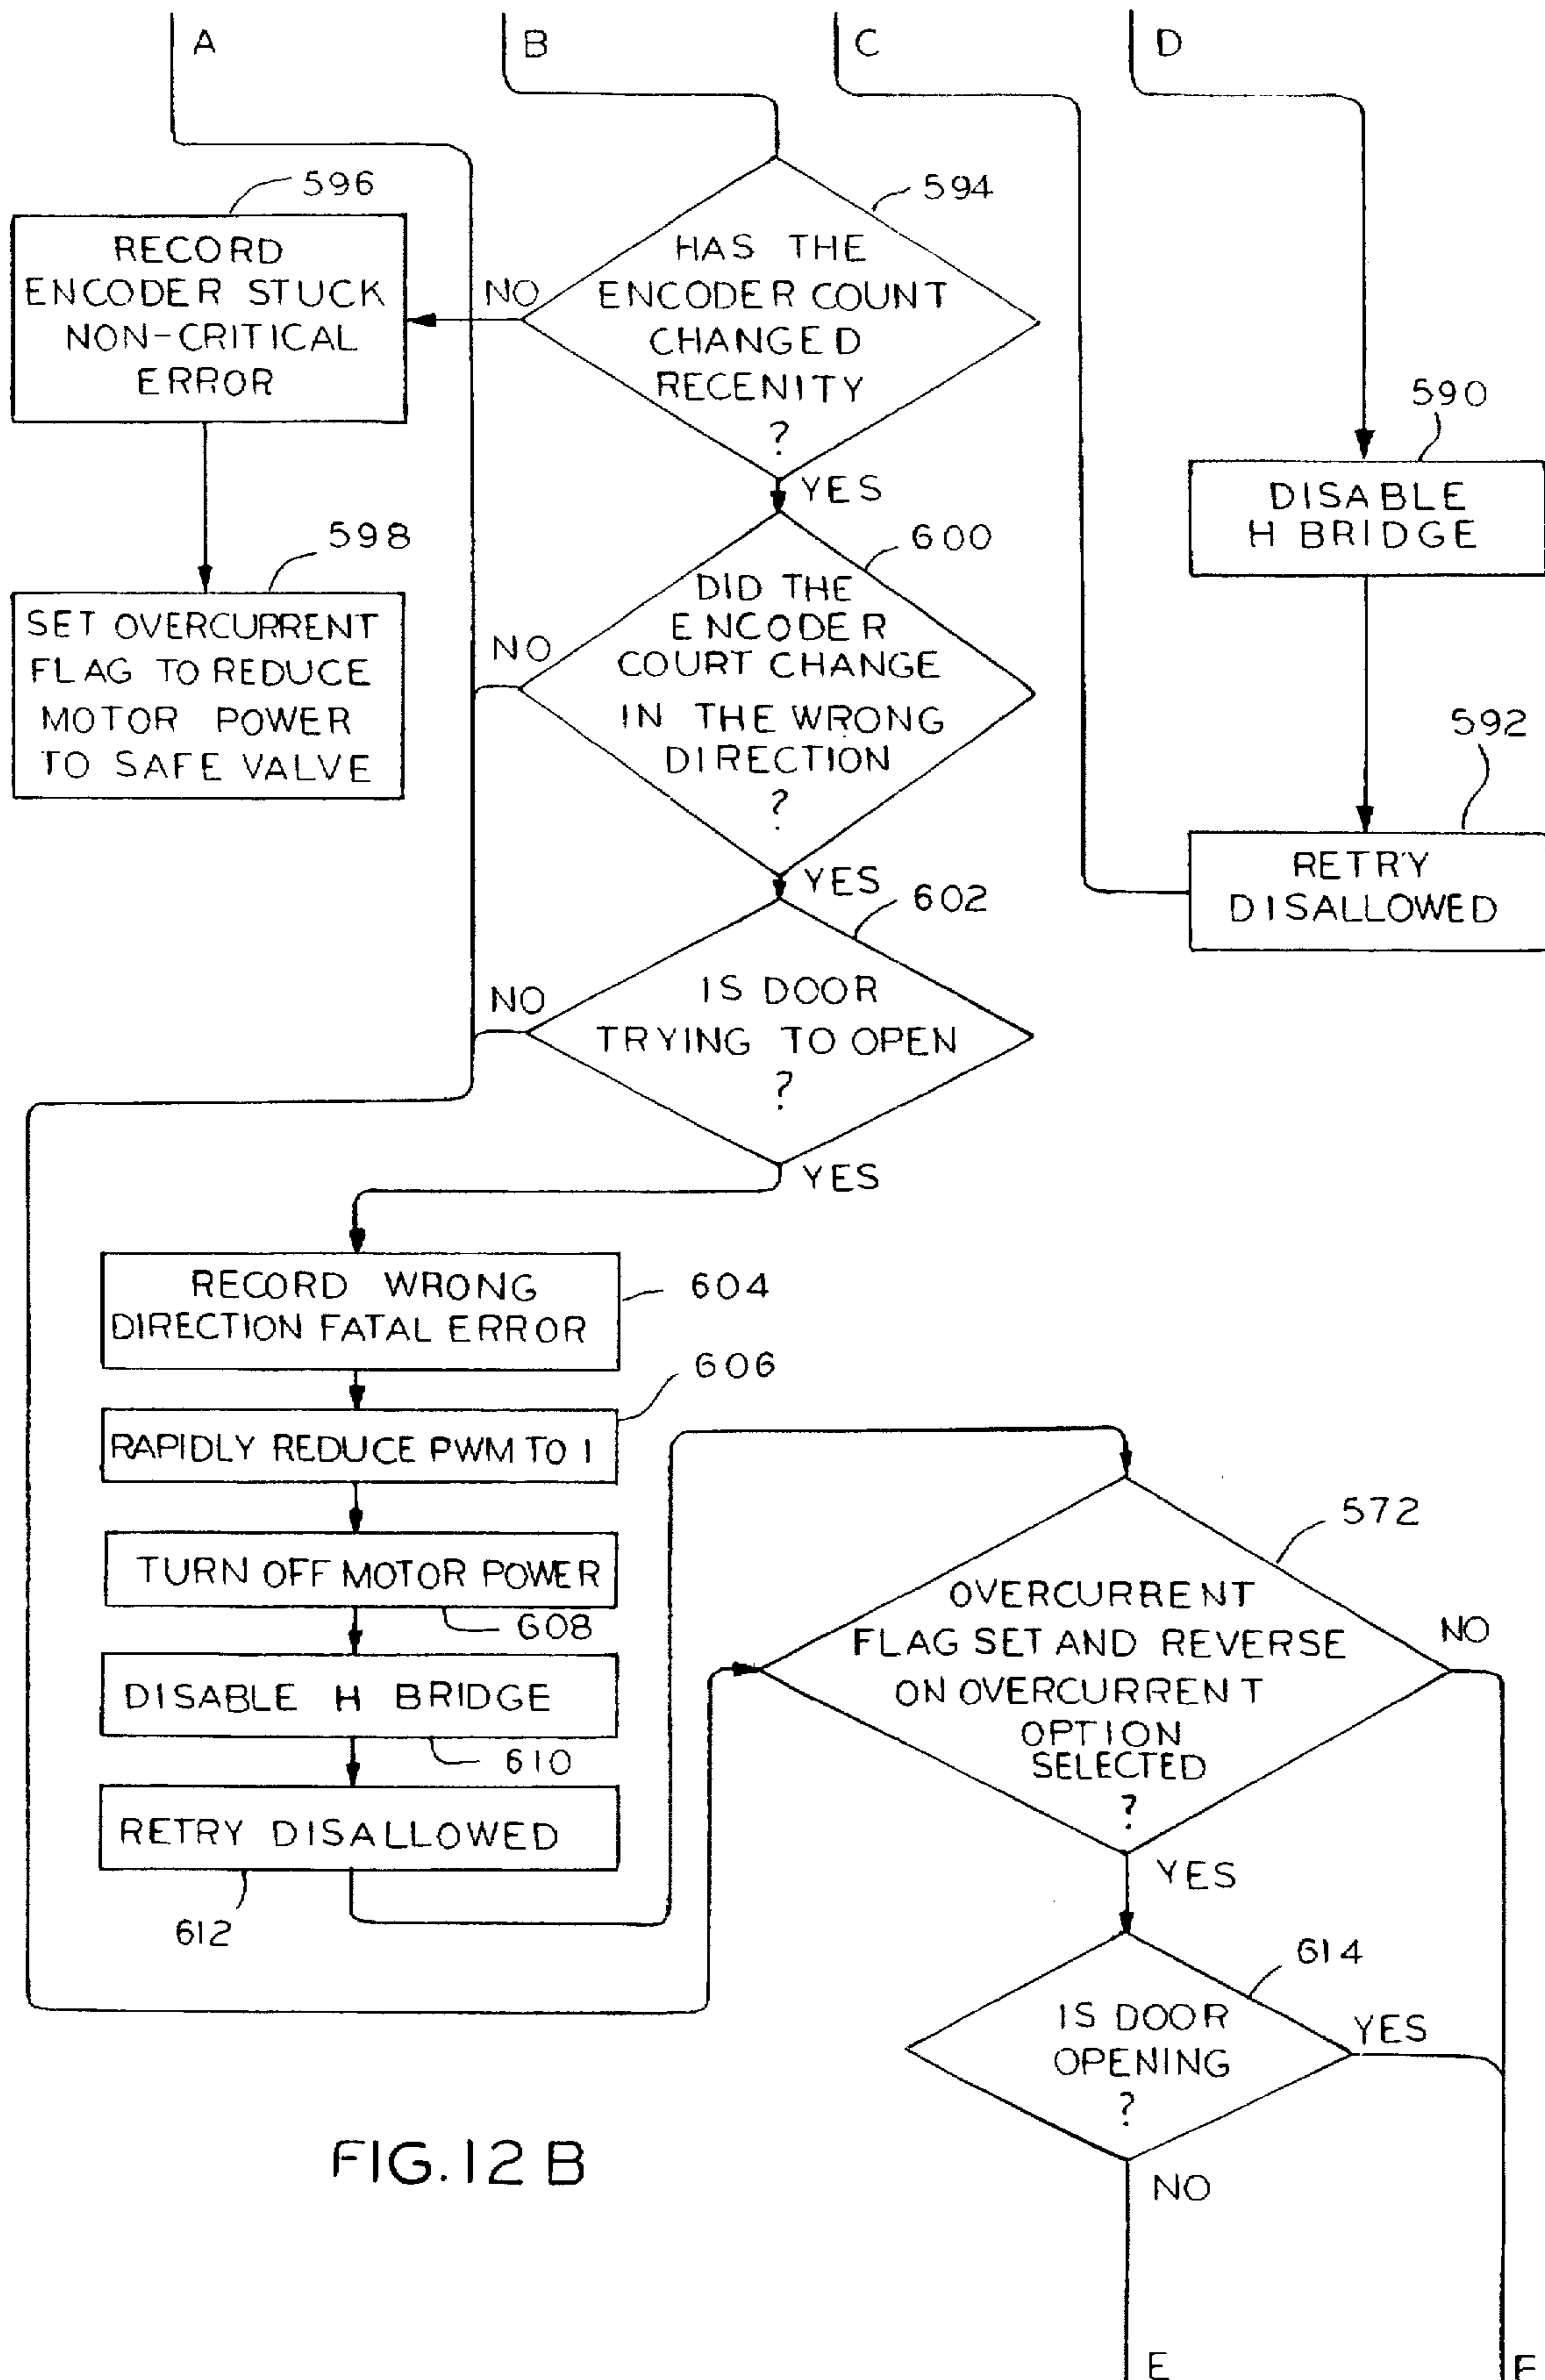 A
B
C
D
596
594
RECORD
ENCODER STUCK
NON-CRITICAL
ERROR
NO
HAS THE
ENCODER COUNT
CHANGED
RECENITY
?
YES
590
DISABLE
H BRIDGE
598
SET OVERCURRENT
FLAG TO REDUCE
MOTOR POWER
TO SAFE VALVE
600
DID THE
ENCODER
COURT CHANGE
IN THE WRONG
DIRECTION
?
NO
YES
592
RETRY
DISALLOWED
602
IS DOOR
TRYING TO OPEN
?
NO
YES
RECORD WRONG
DIRECTION FATAL ERROR
604
606
RAPIDLY REDUCE PWM TO 1
TURN OFF MOTOR POWER
608
DISABLE H BRIDGE
610
RETRY DISALLOWED
612
572
OVERCURRENT
FLAG SET AND REVERSE
ON OVERCURRENT
OPTION
SELECTED
?
NO
YES
614
IS DOOR
OPENING
?
YES
NO
FIG. 12 B
E
F